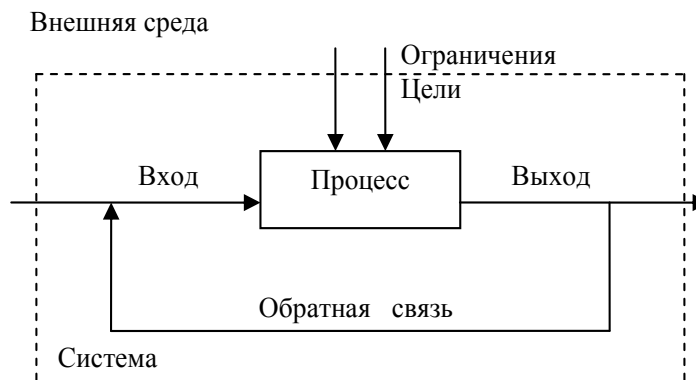 Внешняя среда
Ограничения
Цели
Вход
Процесс
Выход
Обратная связь
Система